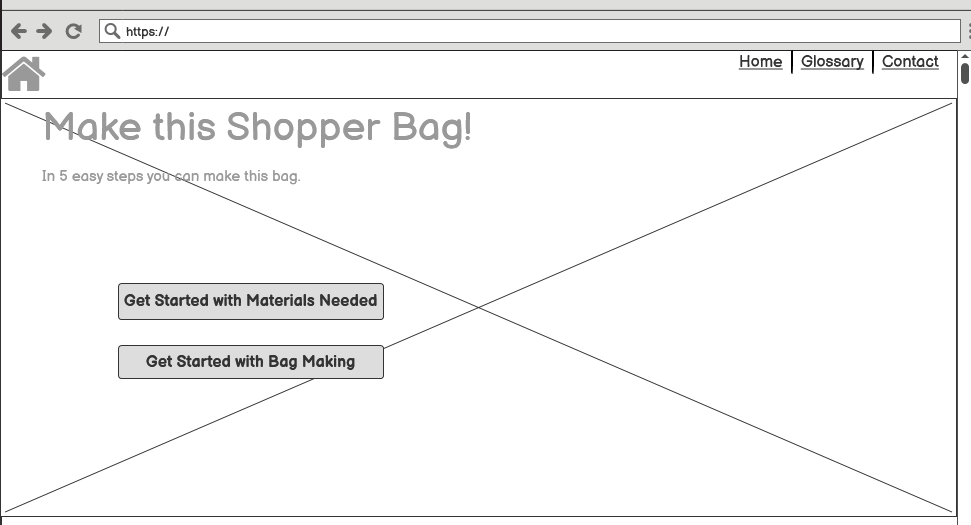 https://
Home Glossary Contact
Make this Shopper Bag!
In 5 easy steps you can make this bag.
Get Started with Materials Needed
Get Started with Bag Making